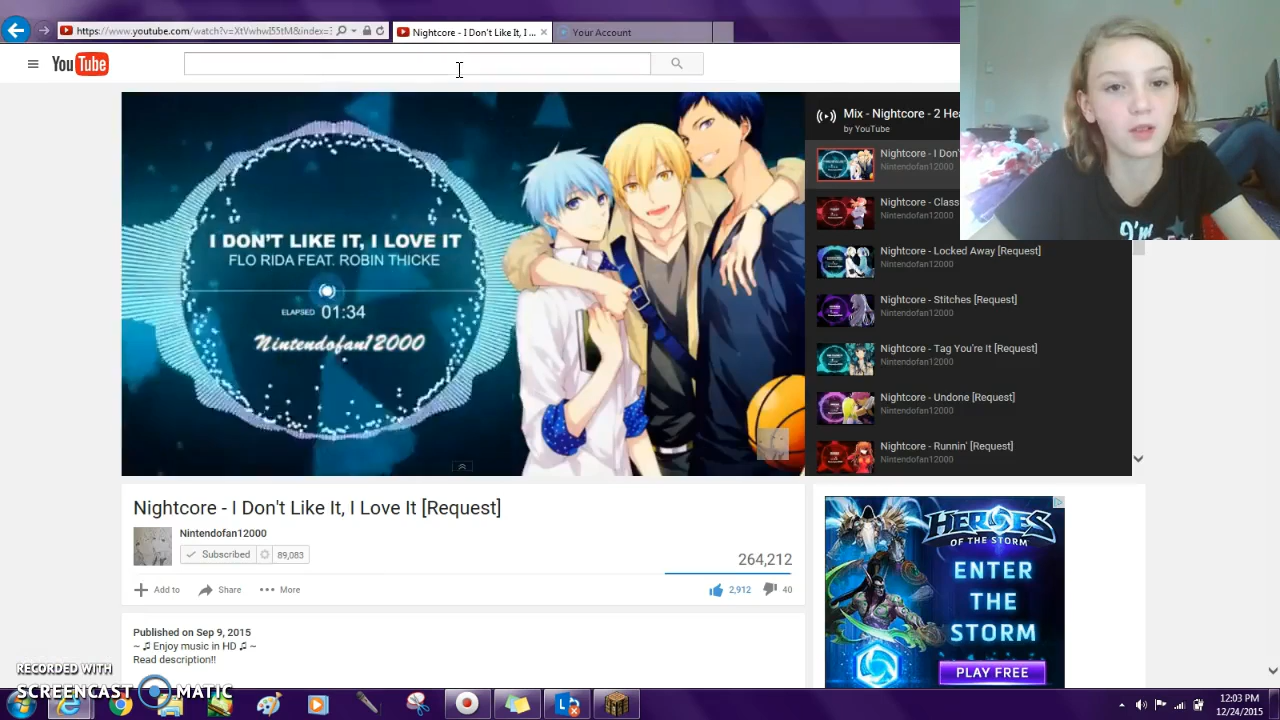 https://www.youtube.com/watch?v=XtVwhwI55tM&index=
Nightcore - I Don't Like It, I ...
Your Account
YouTube
Mix - Nightcore - 2 Hea
by YouTube
Nightcore - I Don'
Nintendofan12000
Nightcore - Class
Nintendofan12000
Nightcore - Locked Away [Request]
Nintendofan12000
Nightcore - Stitches [Request]
Nintendofan12000
Nightcore - Tag You're It [Request]
Nintendofan12000
Nightcore - Undone [Request]
Nintendofan12000
Nightcore - Runnin' [Request]
Nintendofan12000
I'm
I DON'T LIKE IT, I LOVE IT
FLO RIDA FEAT. ROBIN THICKE
ELAPSED 01:34
Nintendofan12000
Nightcore - I Don't Like It, I Love It [Request]
Nintendofan12000
Subscribed 89,083
264,212
Add to Share More
2,912 40
Published on Sep 9, 2015
~ ♫ Enjoy music in HD ♫ ~
Read description!!
HEROES
OF THE STORM
ENTER
THE
STORM
PLAY FREE
RECORDED WITH
SCREENCAST MATIC
12:03 PM
12/24/2015